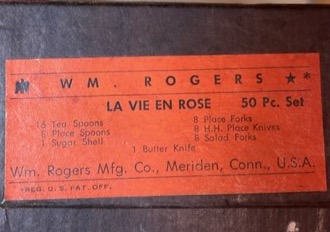 WM. ROGERS ★*
LA VIE EN ROSE 50 Pc. Set
16 Tea Spoons 8 Place Forks
8 Place Spoons 8 H.H. Place Knives
1 Sugar Shell 8 Salad Forks
1 Butter Knife
Wm. Rogers Mfg. Co., Meriden, Conn., U.S.A.
*REG. U.S. PAT. OFF.